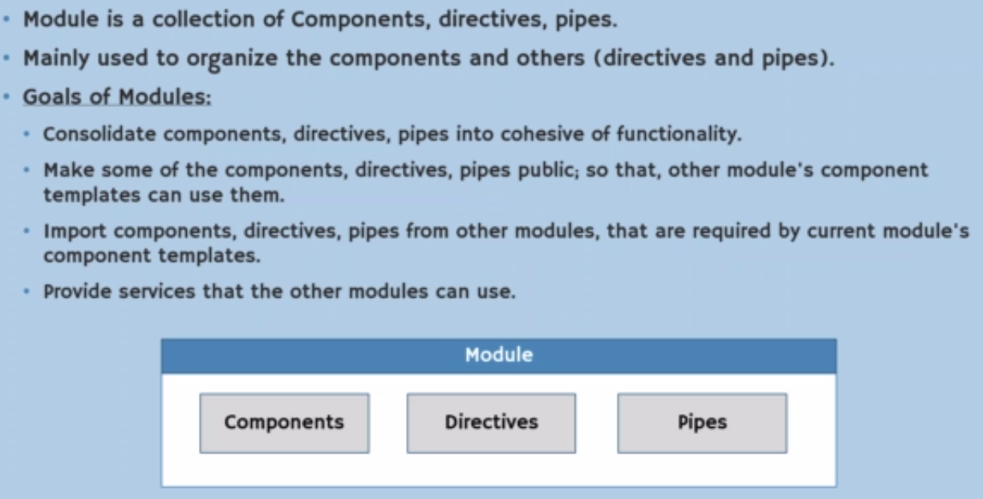 • Module is a collection of Components, directives, pipes.
• Mainly used to organize the components and others (directives and pipes).
• Goals of Modules:
• Consolidate components, directives, pipes into cohesive of functionality.
• Make some of the components, directives, pipes public; so that, other module's component
templates can use them.
• Import components, directives, pipes from other modules, that are required by current module's
component templates.
• Provide services that the other modules can use.
Module
Components
Directives
Pipes